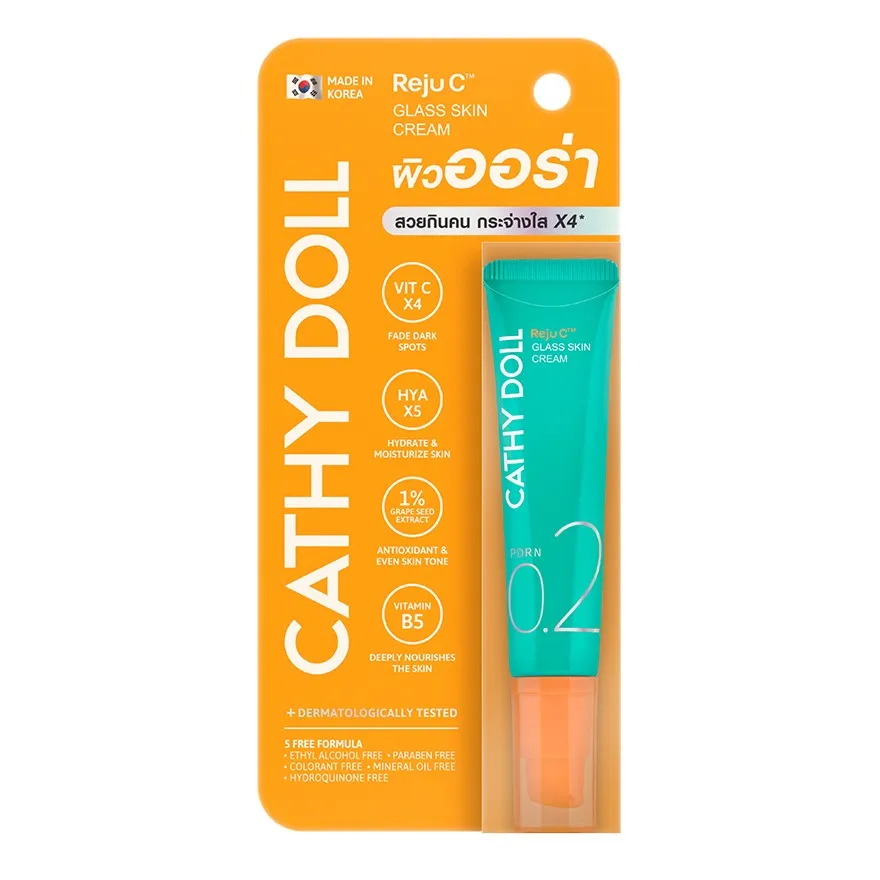 MADE IN
KOREA
Reju C™
GLASS SKIN
CREAM
ผิวออร่า
สวยกินคน กระจ่างใส X4*
CATHY DOLL
VIT C
X4
FADE DARK
SPOTS
HYA
X5
HYDRATE &
MOISTURIZE SKIN
1%
GRAPE SEED
EXTRACT
ANTIOXIDANT &
EVEN SKIN TONE
VITAMIN
B5
DEEPLY NOURISHES
THE SKIN
+ DERMATOLOGICALLY TESTED
5 FREE FORMULA
• ETHYL ALCOHOL FREE • PARABEN FREE
• COLORANT FREE • MINERAL OIL FREE
• HYDROQUINONE FREE
Reju C™
GLASS SKIN
CREAM
CATHY DOLL
PDRN
0.2